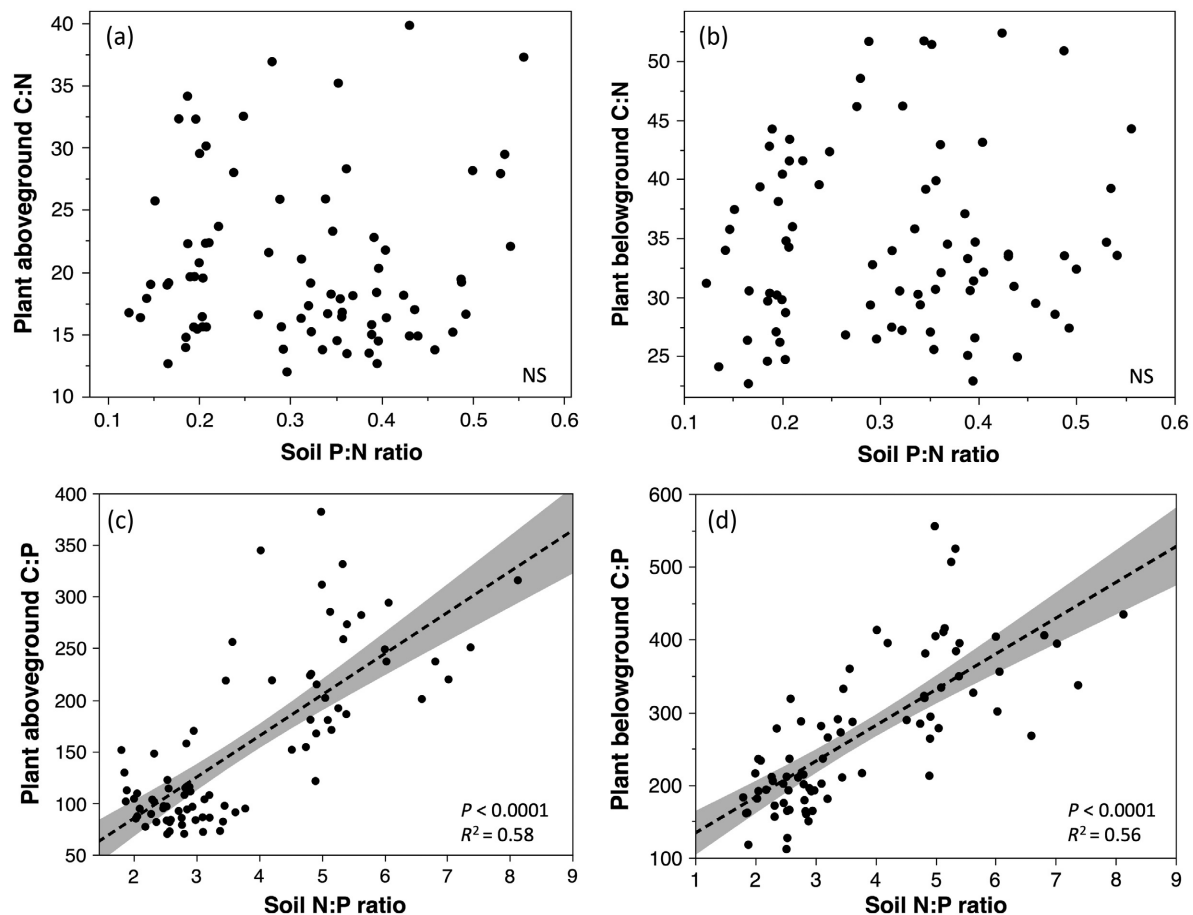 (a)
Plant aboveground C:N
40
35
30
25
20
15
10
NS
0.1 0.2 0.3 0.4 0.5 0.6
Soil P:N ratio
(b)
Plant belowground C:N
50
45
40
35
30
25
NS
0.1 0.2 0.3 0.4 0.5 0.6
Soil P:N ratio
(c)
Plant aboveground C:P
400
350
300
250
200
150
100
50
P < 0.0001
R² = 0.58
2 3 4 5 6 7 8 9
Soil N:P ratio
(d)
Plant belowground C:P
600
500
400
300
200
100
P < 0.0001
R² = 0.56
1 2 3 4 5 6 7 8 9
Soil N:P ratio